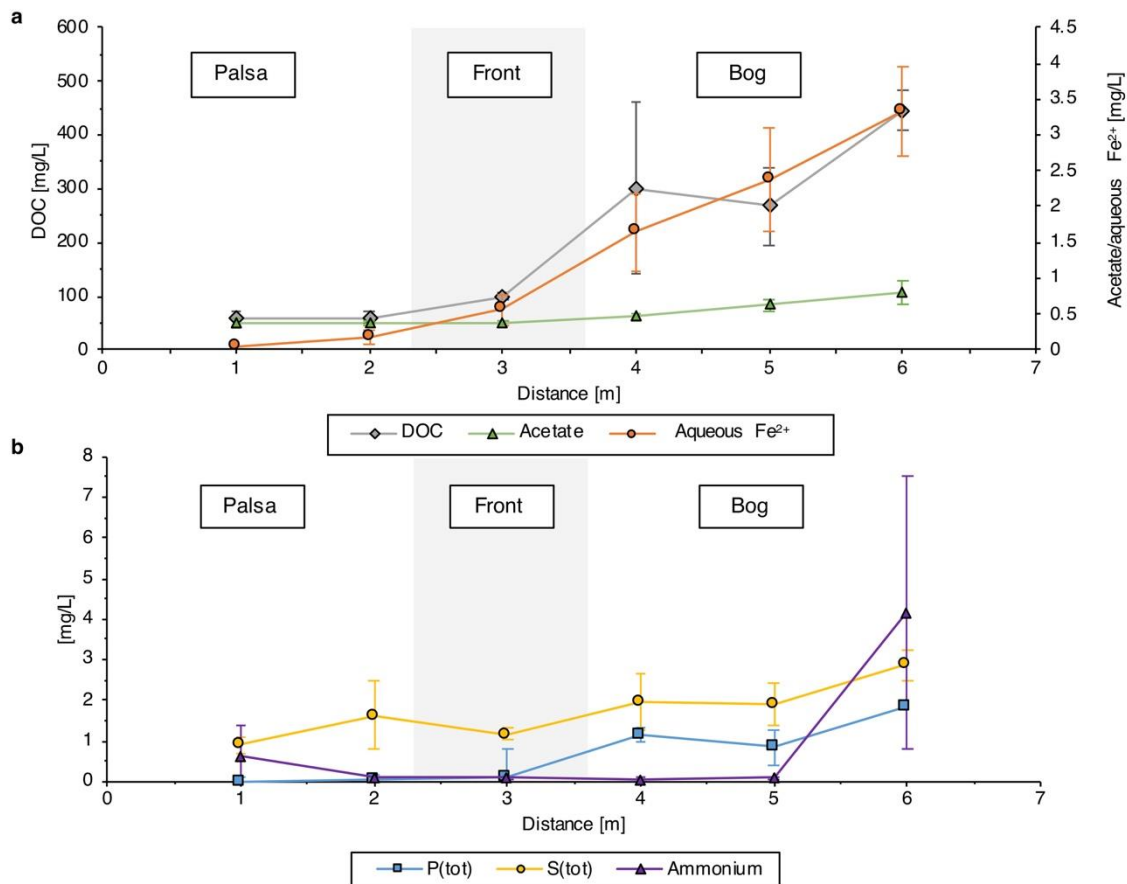 a
600
500
400
300
200
100
0
DOC [mg/L]
Palsa
Front
Bog
4.5
4
3.5
3
2.5
2
1.5
1
0.5
0
Acetate/aqueous Fe²⁺ [mg/L]
0 1 2 3 4 5 6 7
Distance [m]
DOC Acetate Aqueous Fe²⁺
b
8
7
6
5
4
3
2
1
0
[mg/L]
Palsa
Front
Bog
0 1 2 3 4 5 6 7
Distance [m]
P(tot) S(tot) Ammonium